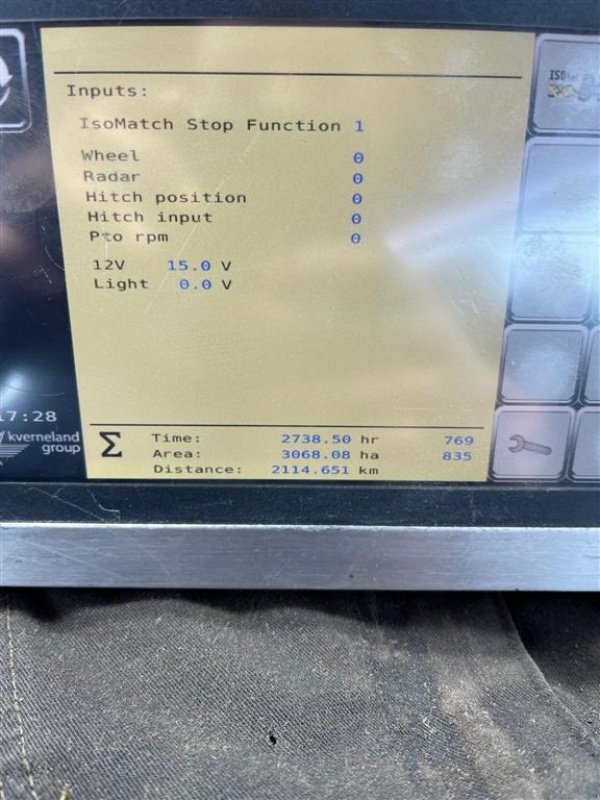 Inputs:
IsoMatch Stop Function 1
Wheel 0
Radar 0
Hitch position 0
Hitch input 0
Pto rpm 0
12V 15.0 V
Light 0.0 V
17:28
kverneland
group
Σ
Time: 2738.50 hr 769
Area: 3068.08 ha 835
Distance: 2114.651 km
ISO